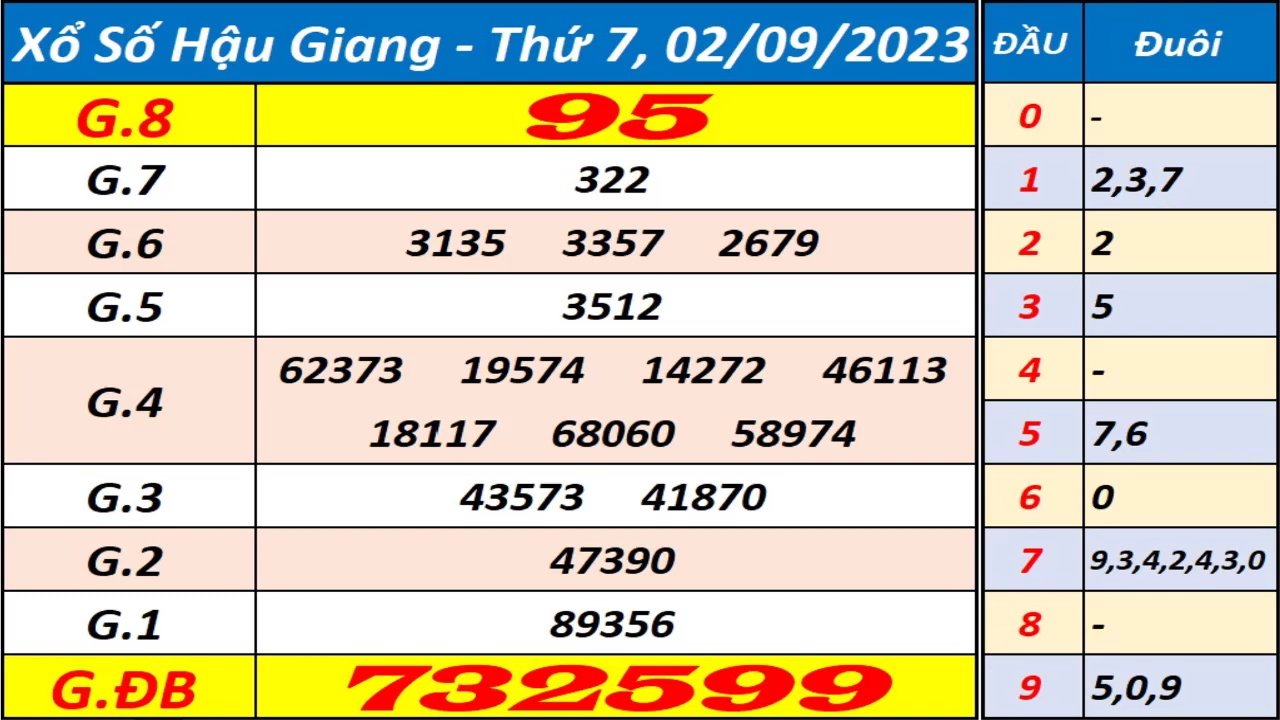 Xổ Số Hậu Giang - Thứ 7, 02/09/2023 ĐẦU Đuôi
G.8 95 0 -
G.7 322 1 2,3,7
G.6 3135 3357 2679 2 2
G.5 3512 3 5
G.4 62373 19574 14272 46113 4 -
18117 68060 58974 5 7,6
G.3 43573 41870 6 0
G.2 47390 7 9,3,4,2,4,3,0
G.1 89356 8 -
G.ĐB 732599 9 5,0,9